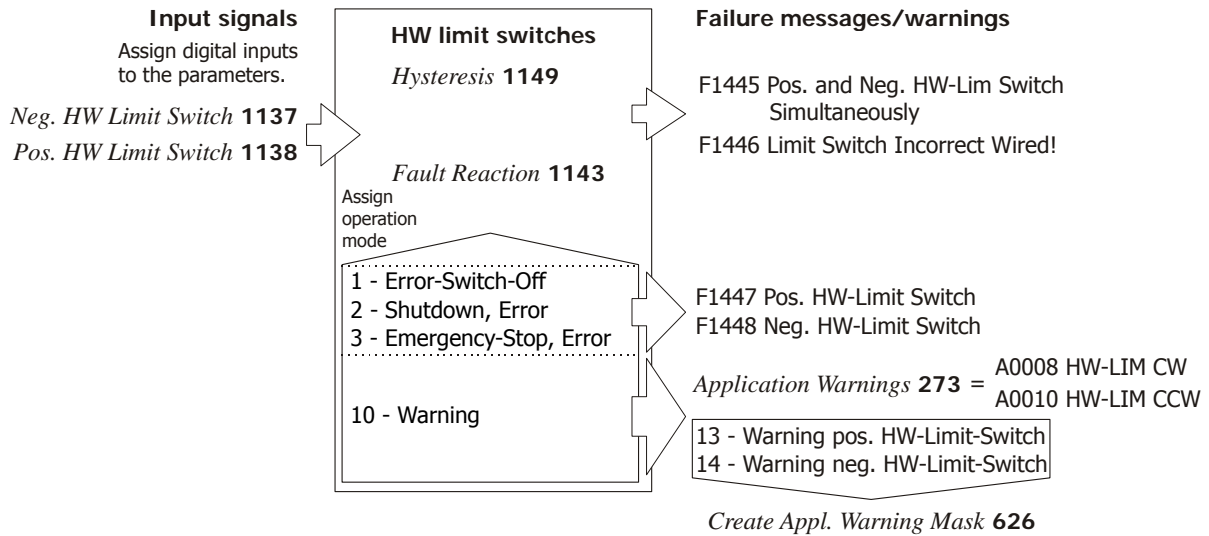 Input signals
Assign digital inputs
to the parameters.
Neg. HW Limit Switch 1137
Pos. HW Limit Switch 1138
HW limit switches
Hysteresis 1149
Fault Reaction 1143
Assign
operation
mode
1 - Error-Switch-Off
2 - Shutdown, Error
3 - Emergency-Stop, Error
10 - Warning
Failure messages/warnings
F1445 Pos. and Neg. HW-Lim Switch
Simultaneously
F1446 Limit Switch Incorrect Wired!
F1447 Pos. HW-Limit Switch
F1448 Neg. HW-Limit Switch
Application Warnings 273 =
A0008 HW-LIM CW
A0010 HW-LIM CCW
13 - Warning pos. HW-Limit-Switch
14 - Warning neg. HW-Limit-Switch
Create Appl. Warning Mask 626